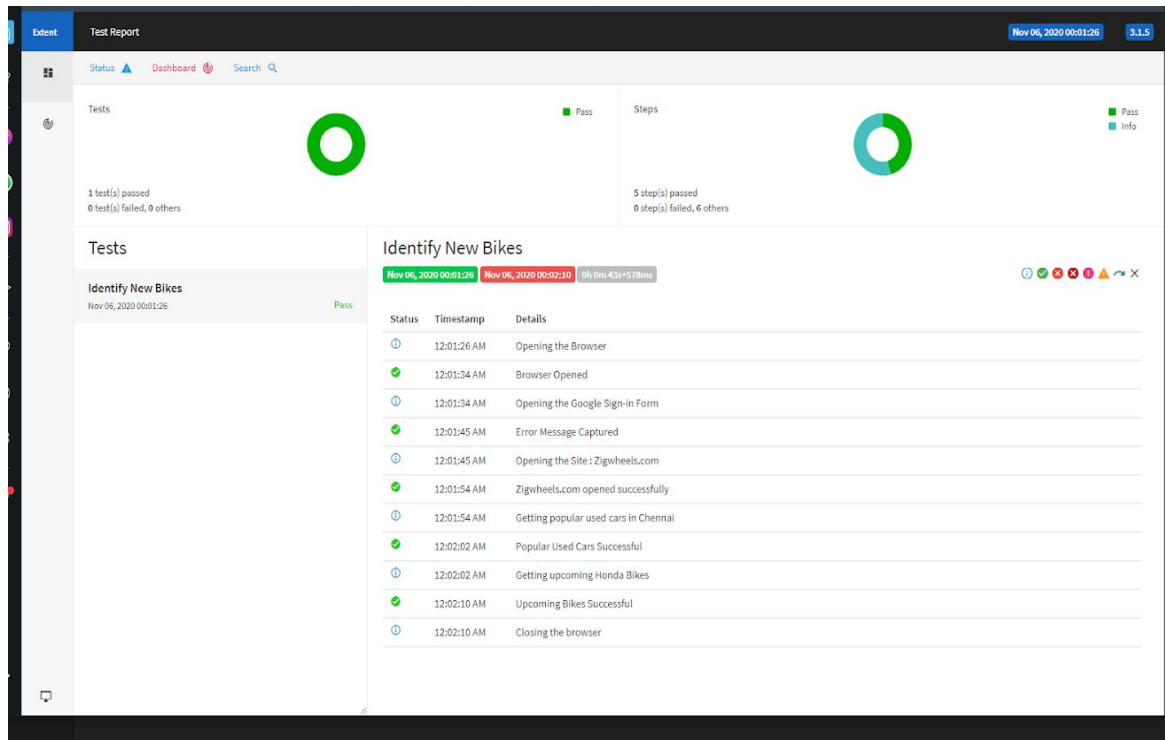 Extent Test Report Nov 06, 2020 00:01:26 3.1.5
Status Dashboard Search
Tests
Pass
1 test(s) passed
0 test(s) failed, 0 others
Steps
Pass
Info
5 step(s) passed
0 step(s) failed, 6 others
Tests
Identify New Bikes
Nov 06, 2020 00:01:26 Pass
Identify New Bikes
Nov 06, 2020 00:01:26 Nov 06, 2020 00:02:10 0h 0m 43s+578ms
Status Timestamp Details
12:01:26 AM Opening the Browser
12:01:34 AM Browser Opened
12:01:34 AM Opening the Google Sign-in Form
12:01:45 AM Error Message Captured
12:01:45 AM Opening the Site : Zigwheels.com
12:01:54 AM Zigwheels.com opened successfully
12:01:54 AM Getting popular used cars in Chennai
12:02:02 AM Popular Used Cars Successful
12:02:02 AM Getting upcoming Honda Bikes
12:02:10 AM Upcoming Bikes Successful
12:02:10 AM Closing the browser